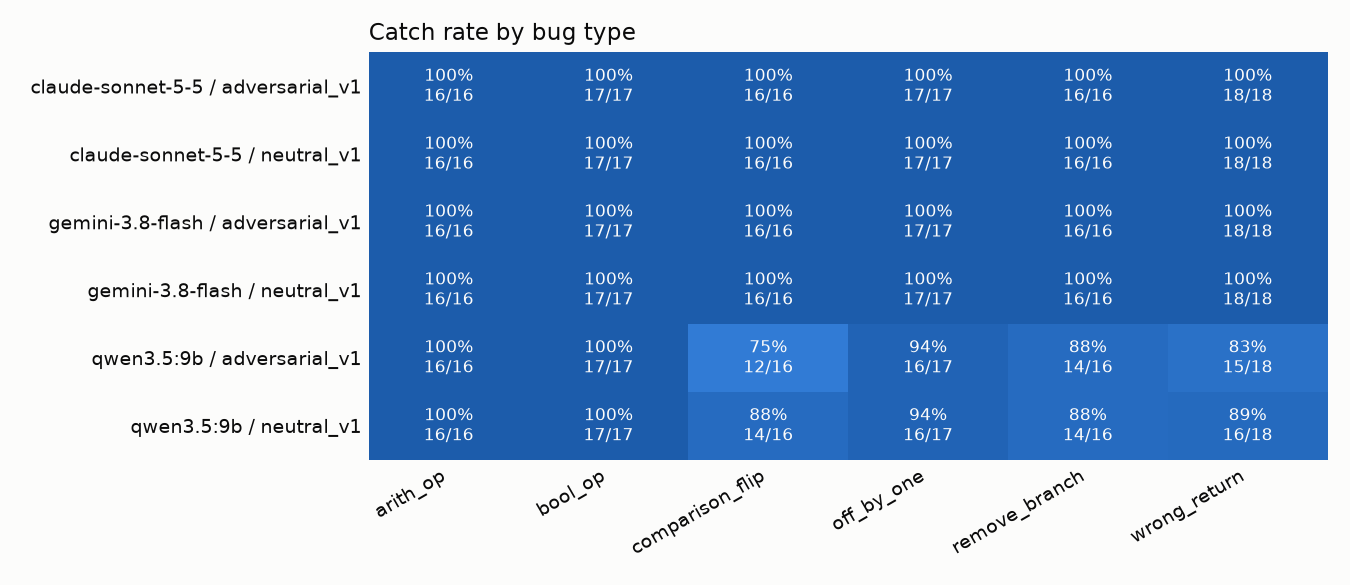 Catch rate by bug type
claude-sonnet-5-5 / adversarial_v1
100% 100% 100% 100% 100% 100%
16/16 17/17 16/16 17/17 16/16 18/18
claude-sonnet-5-5 / neutral_v1
100% 100% 100% 100% 100% 100%
16/16 17/17 16/16 17/17 16/16 18/18
gemini-3.8-flash / adversarial_v1
100% 100% 100% 100% 100% 100%
16/16 17/17 16/16 17/17 16/16 18/18
gemini-3.8-flash / neutral_v1
100% 100% 100% 100% 100% 100%
16/16 17/17 16/16 17/17 16/16 18/18
qwen3.5:9b / adversarial_v1
100% 100% 75% 94% 88% 83%
16/16 17/17 12/16 16/17 14/16 15/18
qwen3.5:9b / neutral_v1
100% 100% 88% 94% 88% 89%
16/16 17/17 14/16 16/17 14/16 16/18
arith_op
bool_op
comparison_flip
off_by_one
remove_branch
wrong_return